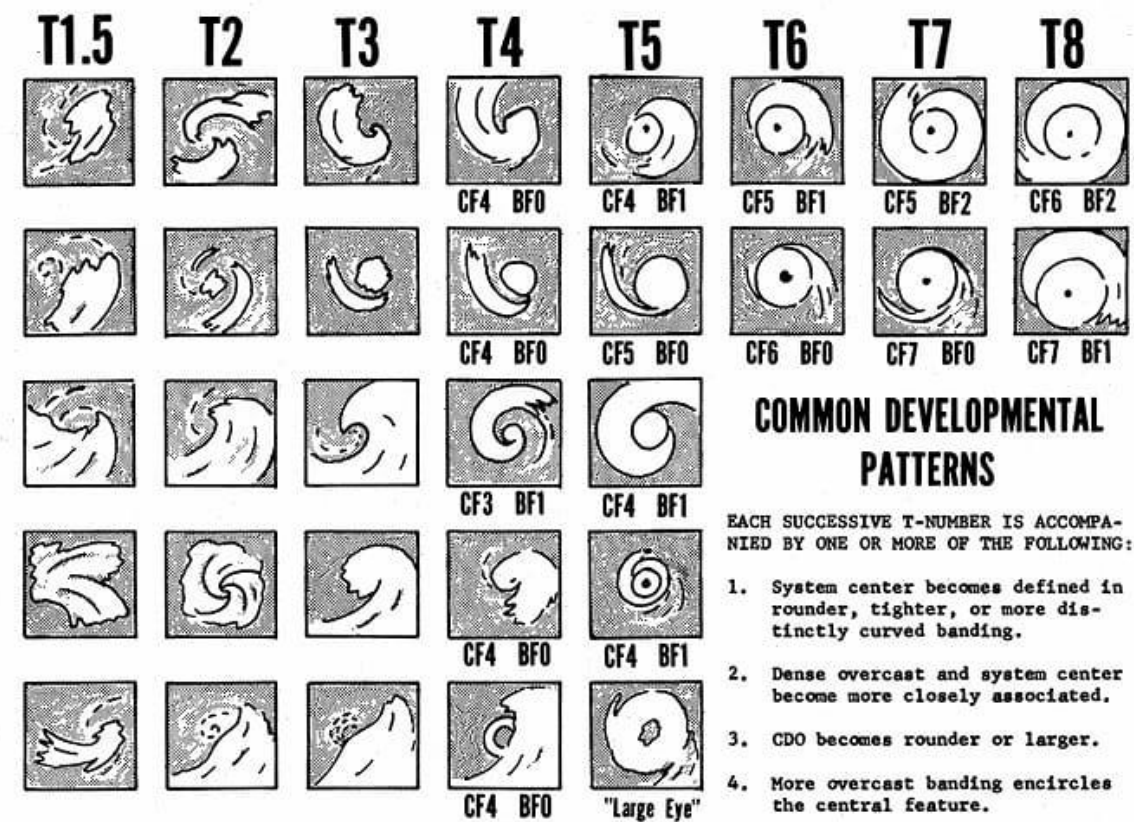 T1.5 T2 T3 T4 T5 T6 T7 T8
CF4 BF0 CF4 BF1 CF5 BF1 CF5 BF2 CF6 BF2
CF4 BF0 CF5 BF0 CF6 BF0 CF7 BF0 CF7 BF1
CF3 BF1 CF4 BF1
CF4 BF0 CF4 BF1
CF4 BF0 "Large Eye"
COMMON DEVELOPMENTAL
PATTERNS
EACH SUCCESSIVE T-NUMBER IS ACCOMPA-
NIED BY ONE OR MORE OF THE FOLLOWING:
1. System center becomes defined in
rounder, tighter, or more dis-
tinctly curved banding.
2. Dense overcast and system center
become more closely associated.
3. CDO becomes rounder or larger.
4. More overcast banding encircles
the central feature.